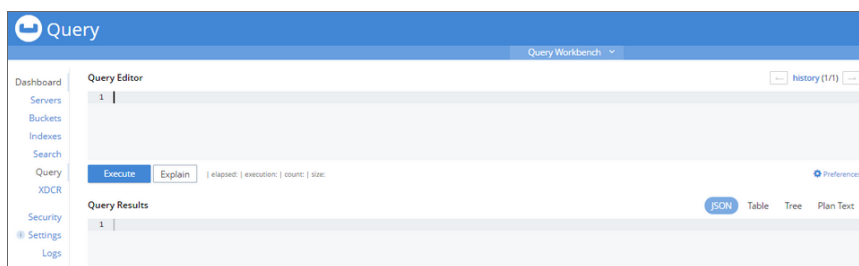 Query
Query Workbench
Dashboard
Servers
Buckets
Indexes
Search
Query
XDCR
Security
Settings
Logs
Query Editor
← history (1/1) →
1
Execute Explain | elapsed: | execution: | count: | size:
Preferences
Query Results
JSON Table Tree Plan Text
1